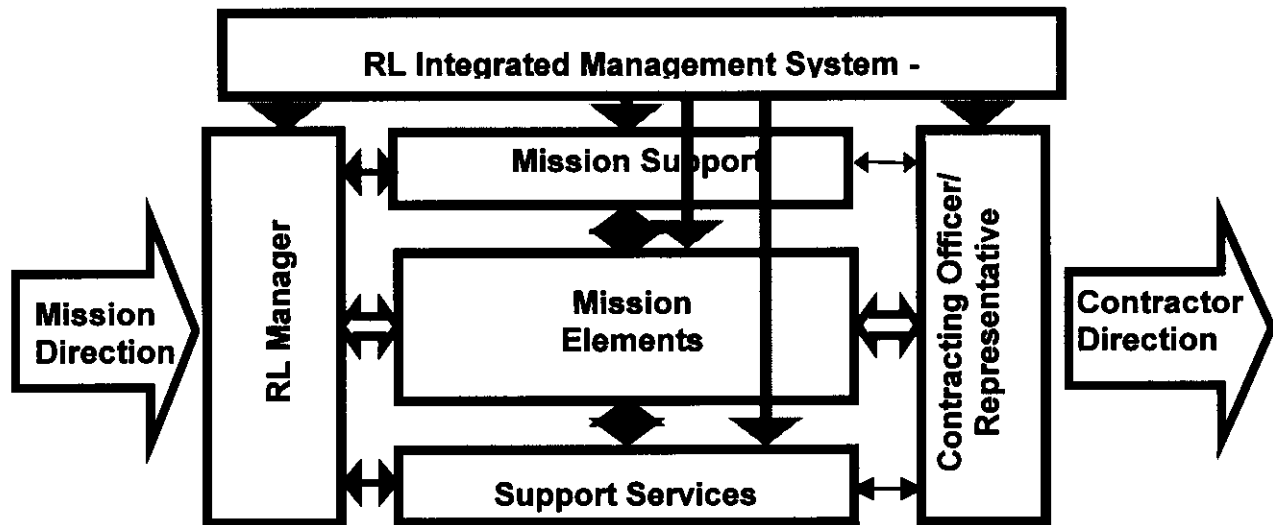 RL Integrated Management System -
Mission Support
Mission
Direction
RL Manager
Mission
Elements
Contracting Officer/
Representative
Contractor
Direction
Support Services